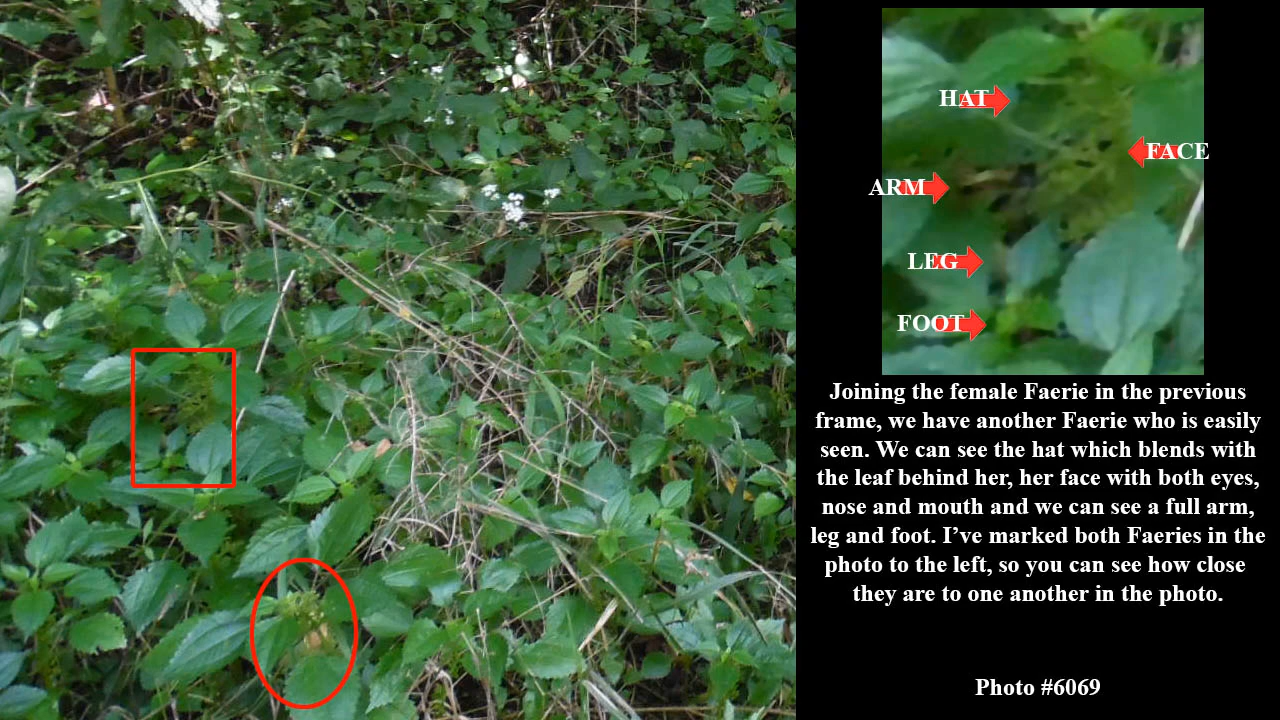 HAT
FACE
ARM
LEG
FOOT
Joining the female Faerie in the previous
frame, we have another Faerie who is easily
seen. We can see the hat which blends with
the leaf behind her, her face with both eyes,
nose and mouth and we can see a full arm,
leg and foot. I’ve marked both Faeries in the
photo to the left, so you can see how close
they are to one another in the photo.
Photo #6069